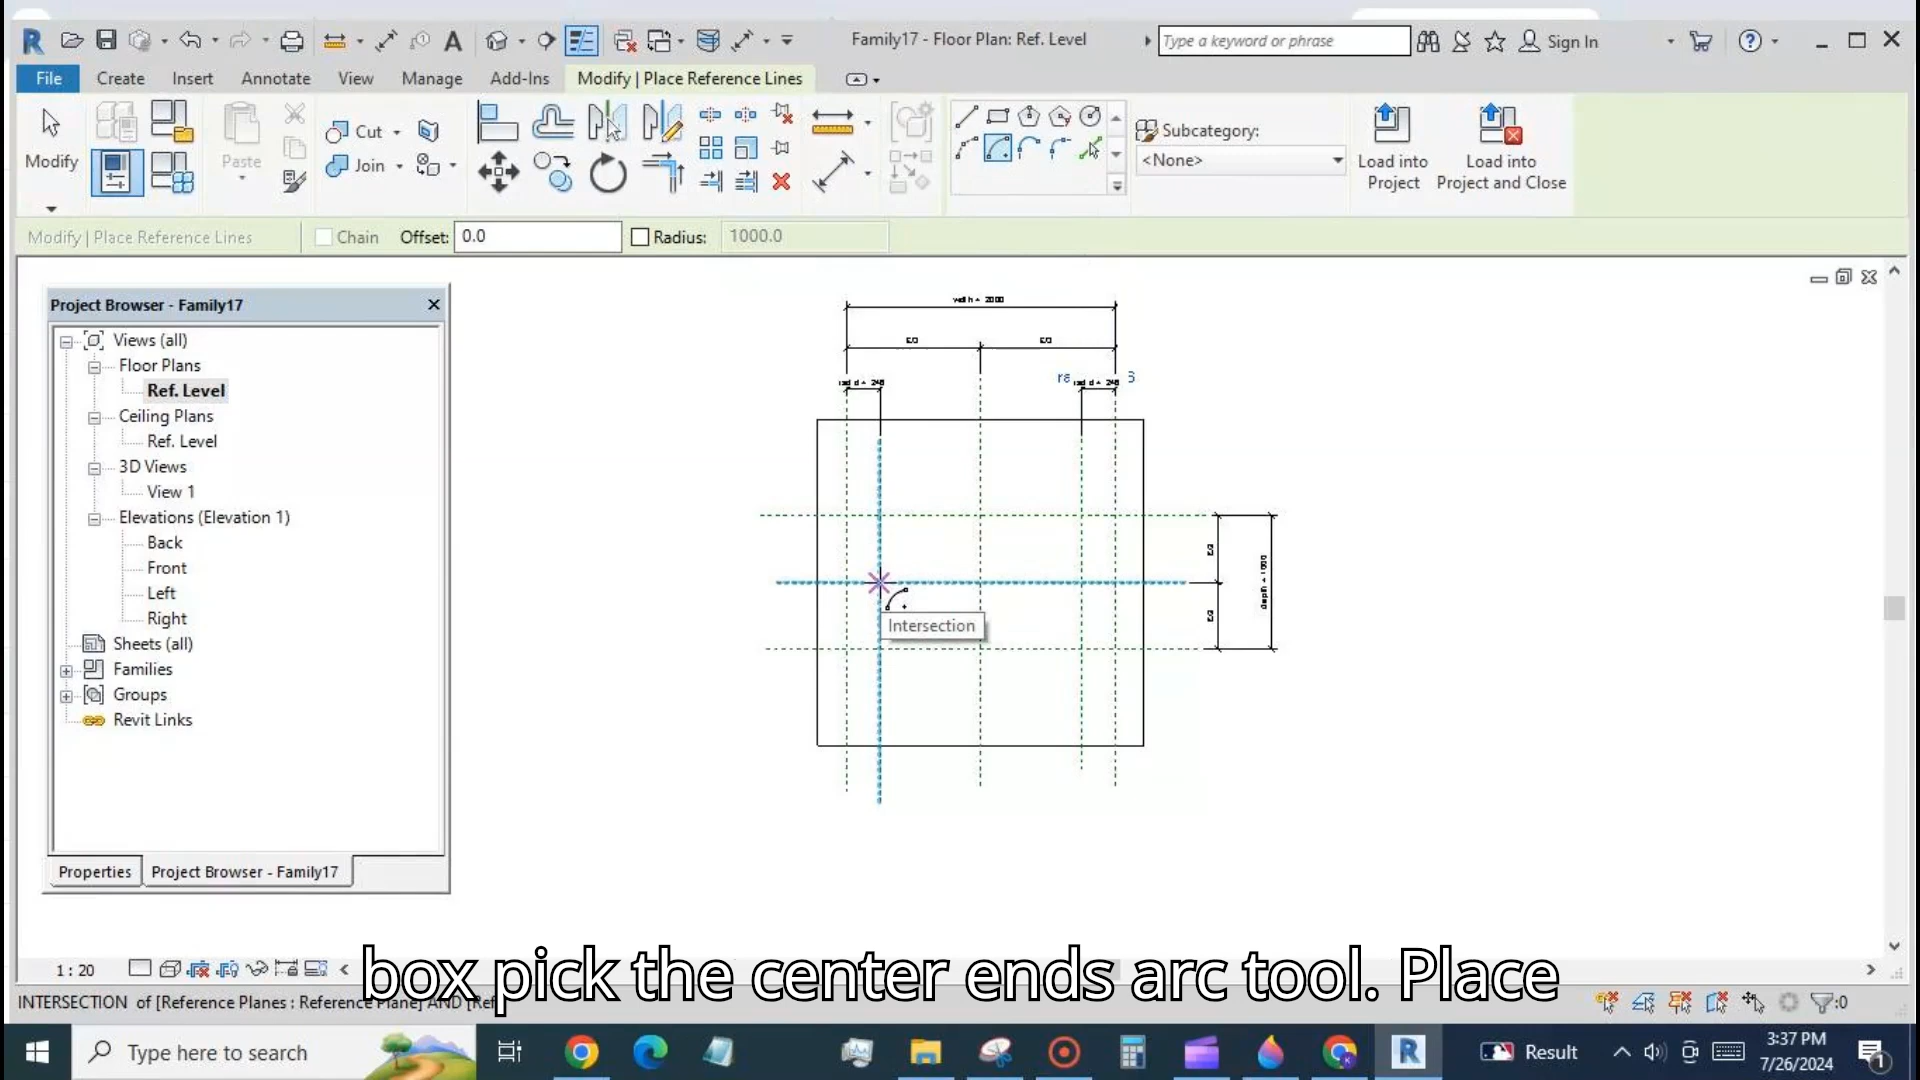 Family17 - Floor Plan: Ref. Level
Type a keyword or phrase
Sign In
File
Create
Insert
Annotate
View
Manage
Add-Ins
Modify | Place Reference Lines
Modify
Paste
Cut
Join
Subcategory:
<None>
Load into Project
Load into Project and Close
Modify | Place Reference Lines
Chain
Offset:
0.0
Radius:
1000.0
Project Browser - Family17
Views (all)
Floor Plans
Ref. Level
Ceiling Plans
Ref. Level
3D Views
View 1
Elevations (Elevation 1)
Back
Front
Left
Right
Sheets (all)
Families
Groups
Revit Links
Properties
Project Browser - Family17
Intersection
1 : 20
box pick the center ends arc tool. Place
INTERSECTION of [Reference Planes : Reference Plane] AND [Re
:0
Type here to search
Result
3:37 PM
7/26/2024
1